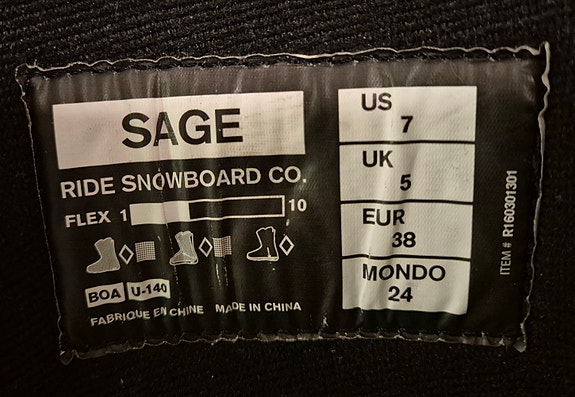 SAGE
RIDE SNOWBOARD CO.
FLEX 1 10
BOA U-140
FABRIQUE EN CHINE MADE IN CHINA
US
7
UK
5
EUR
38
MONDO
24
ITEM # R160301301